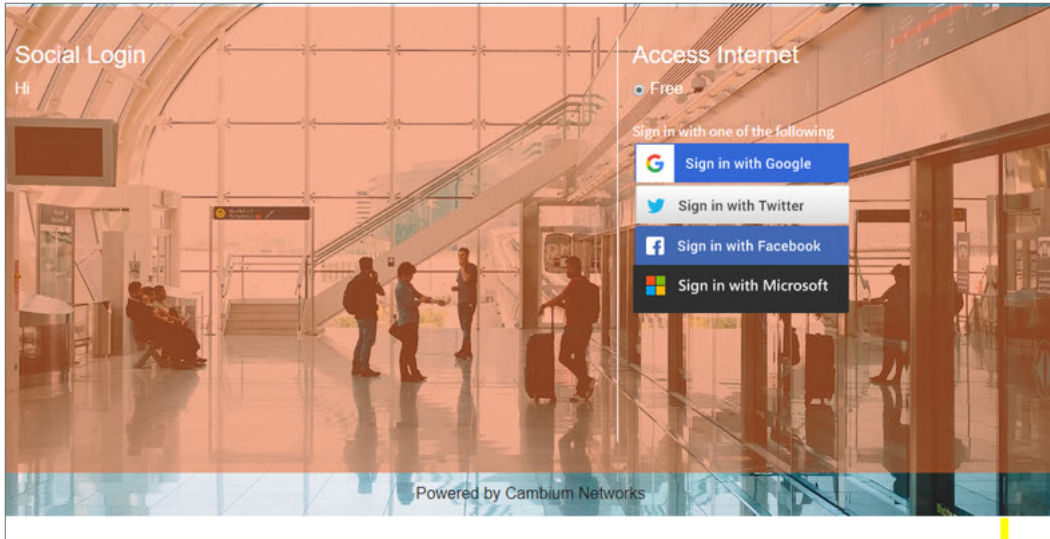 Social Login
Hi
Access Internet
Free
Sign in with one of the following
Sign in with Google
Sign in with Twitter
Sign in with Facebook
Sign in with Microsoft
Powered by Cambium Networks